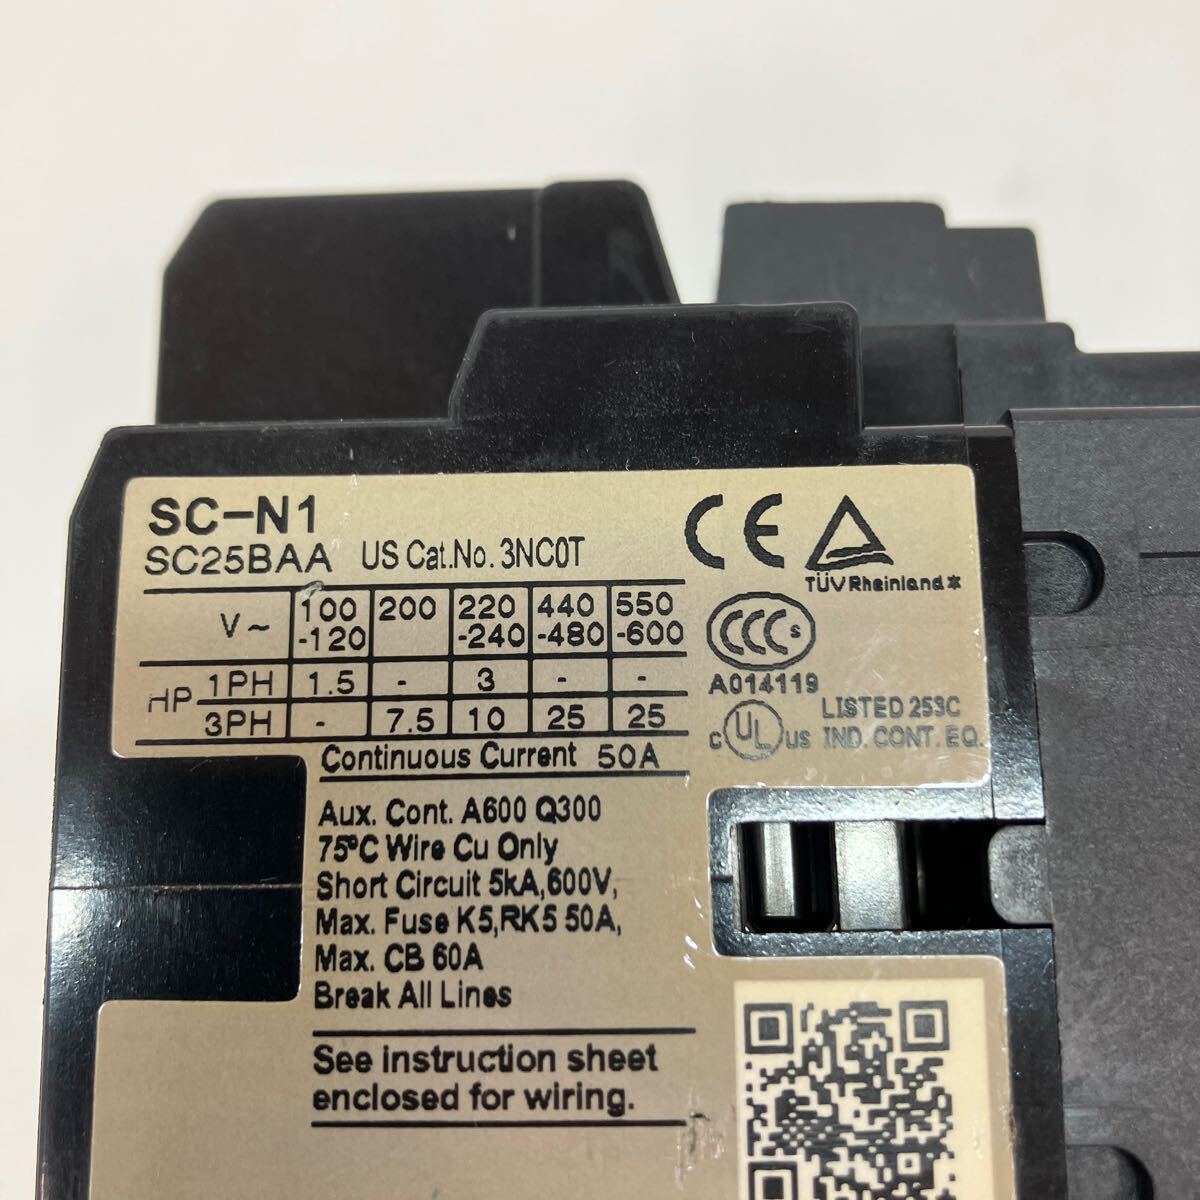 SC-N1
SC25BAA US Cat.No. 3NC0T
V~ 100-120 200 220-240 440-480 550-600
HP 1PH 1.5 - 3 - -
3PH - 7.5 10 25 25
Continuous Current 50A
Aux. Cont. A600 Q300
75°C Wire Cu Only
Short Circuit 5kA,600V,
Max. Fuse K5,RK5 50A,
Max. CB 60A
Break All Lines
See instruction sheet
enclosed for wiring.
CE
TÜVRheinland*
CCC S
A014119
c UL us LISTED 253C
IND. CONT. EQ.